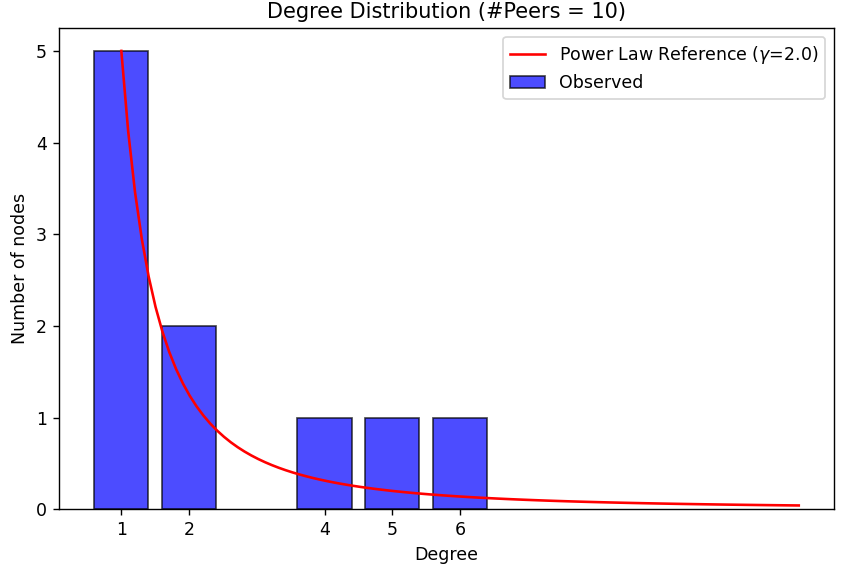 Degree Distribution (#Peers = 10)
Power Law Reference (γ=2.0)
Observed
Number of nodes
5
4
3
2
1
0
1 2 4 5 6
Degree